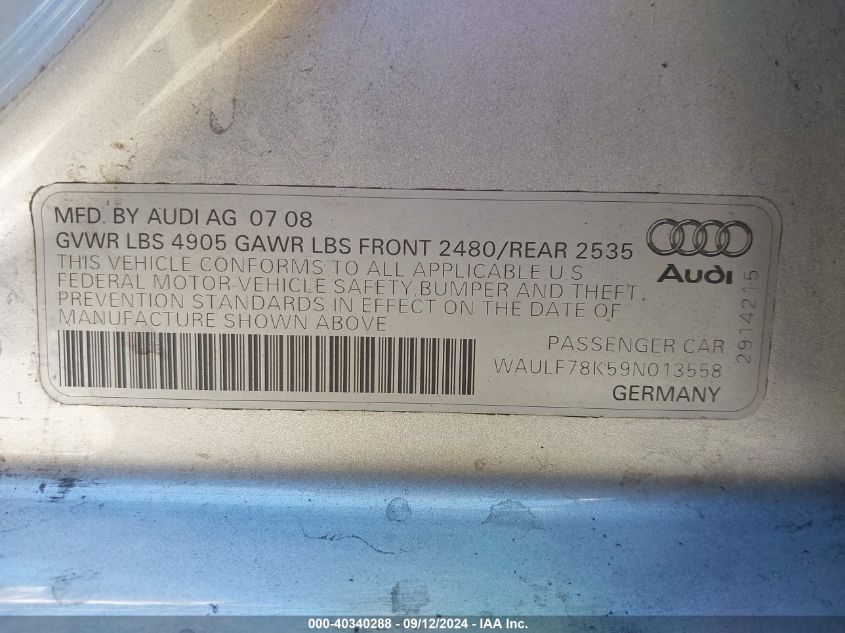 MFD. BY AUDI AG 07 08
GVWR LBS 4905 GAWR LBS FRONT 2480/REAR 2535
THIS VEHICLE CONFORMS TO ALL APPLICABLE U S
FEDERAL MOTOR-VEHICLE SAFETY, BUMPER AND THEFT
PREVENTION STANDARDS IN EFFECT ON THE DATE OF
MANUFACTURE SHOWN ABOVE
Audi
2914215
PASSENGER CAR
WAULF78K59N013558
GERMANY
000-40340288 - 09/12/2024 - © IAA Inc.